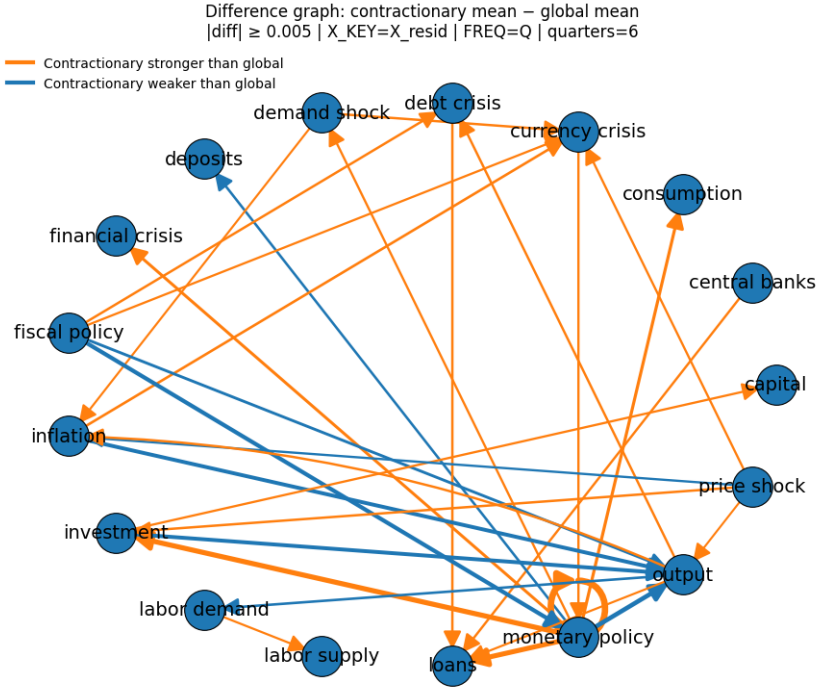 Difference graph: contractionary mean − global mean
|diff| ≥ 0.005 | X_KEY=X_resid | FREQ=Q | quarters=6
Contractionary stronger than global
Contractionary weaker than global
debt crisis
demand shock
currency crisis
deposits
consumption
financial crisis
central banks
fiscal policy
capital
inflation
price shock
investment
output
labor demand
monetary policy
labor supply
loans